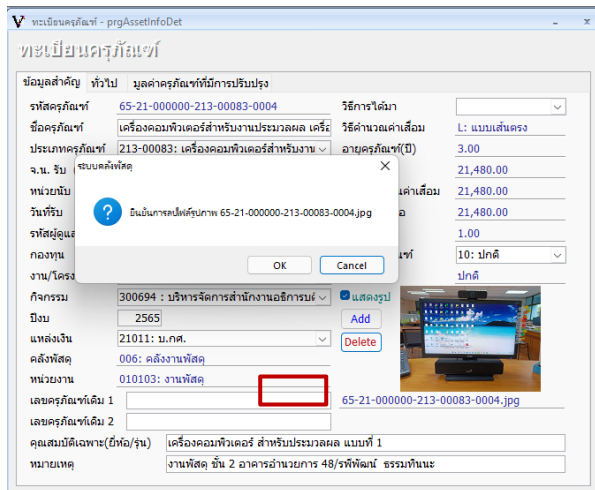 ทะเบียนครุภัณฑ์ - prgAssetInfoDet
ทะเบียนครุภัณฑ์
ข้อมูลสำคัญ ทั่วไป มูลค่าครุภัณฑ์ที่มีการปรับปรุง
รหัสครุภัณฑ์ 65-21-000000-213-00083-0004 วิธีการได้มา
ชื่อครุภัณฑ์ เครื่องคอมพิวเตอร์สำหรับงานประมวลผล เครื่อ วิธีคำนวณค่าเสื่อม L: แบบเส้นตรง
ประเภทครุภัณฑ์ 213-00083: เครื่องคอมพิวเตอร์สำหรับงาน อายุครุภัณฑ์(ปี) 3.00
จ.น. รับ 21,480.00
ระบบคลังพัสดุ
หน่วยนับ ค่าเสื่อม 21,480.00
วันที่รับ 21,480.00
ยืนยันการลบไฟล์รูปภาพ 65-21-000000-213-00083-0004.jpg
รหัสผู้ดูแล 1.00
กองทุน 10: ปกติ
OK Cancel
งาน/โครง ปกติ
กิจกรรม 300694 : บริหารจัดการสำนักงานอธิการบดี แสดงรูป
ปีงบ 2565 Add
แหล่งเงิน 21011: บ.กศ. Delete
คลังพัสดุ 006: คลังงานพัสดุ
หน่วยงาน 010103: งานพัสดุ
เลขครุภัณฑ์เดิม 1 65-21-000000-213-00083-0004.jpg
เลขครุภัณฑ์เดิม 2
คุณสมบัติเฉพาะ(ยี่ห้อ/รุ่น) เครื่องคอมพิวเตอร์ สำหรับประมวลผล แบบที่ 1
หมายเหตุ งานพัสดุ ชั้น 2 อาคารอำนวยการ 48/รพีพัฒน์ ธรรมทินนะ